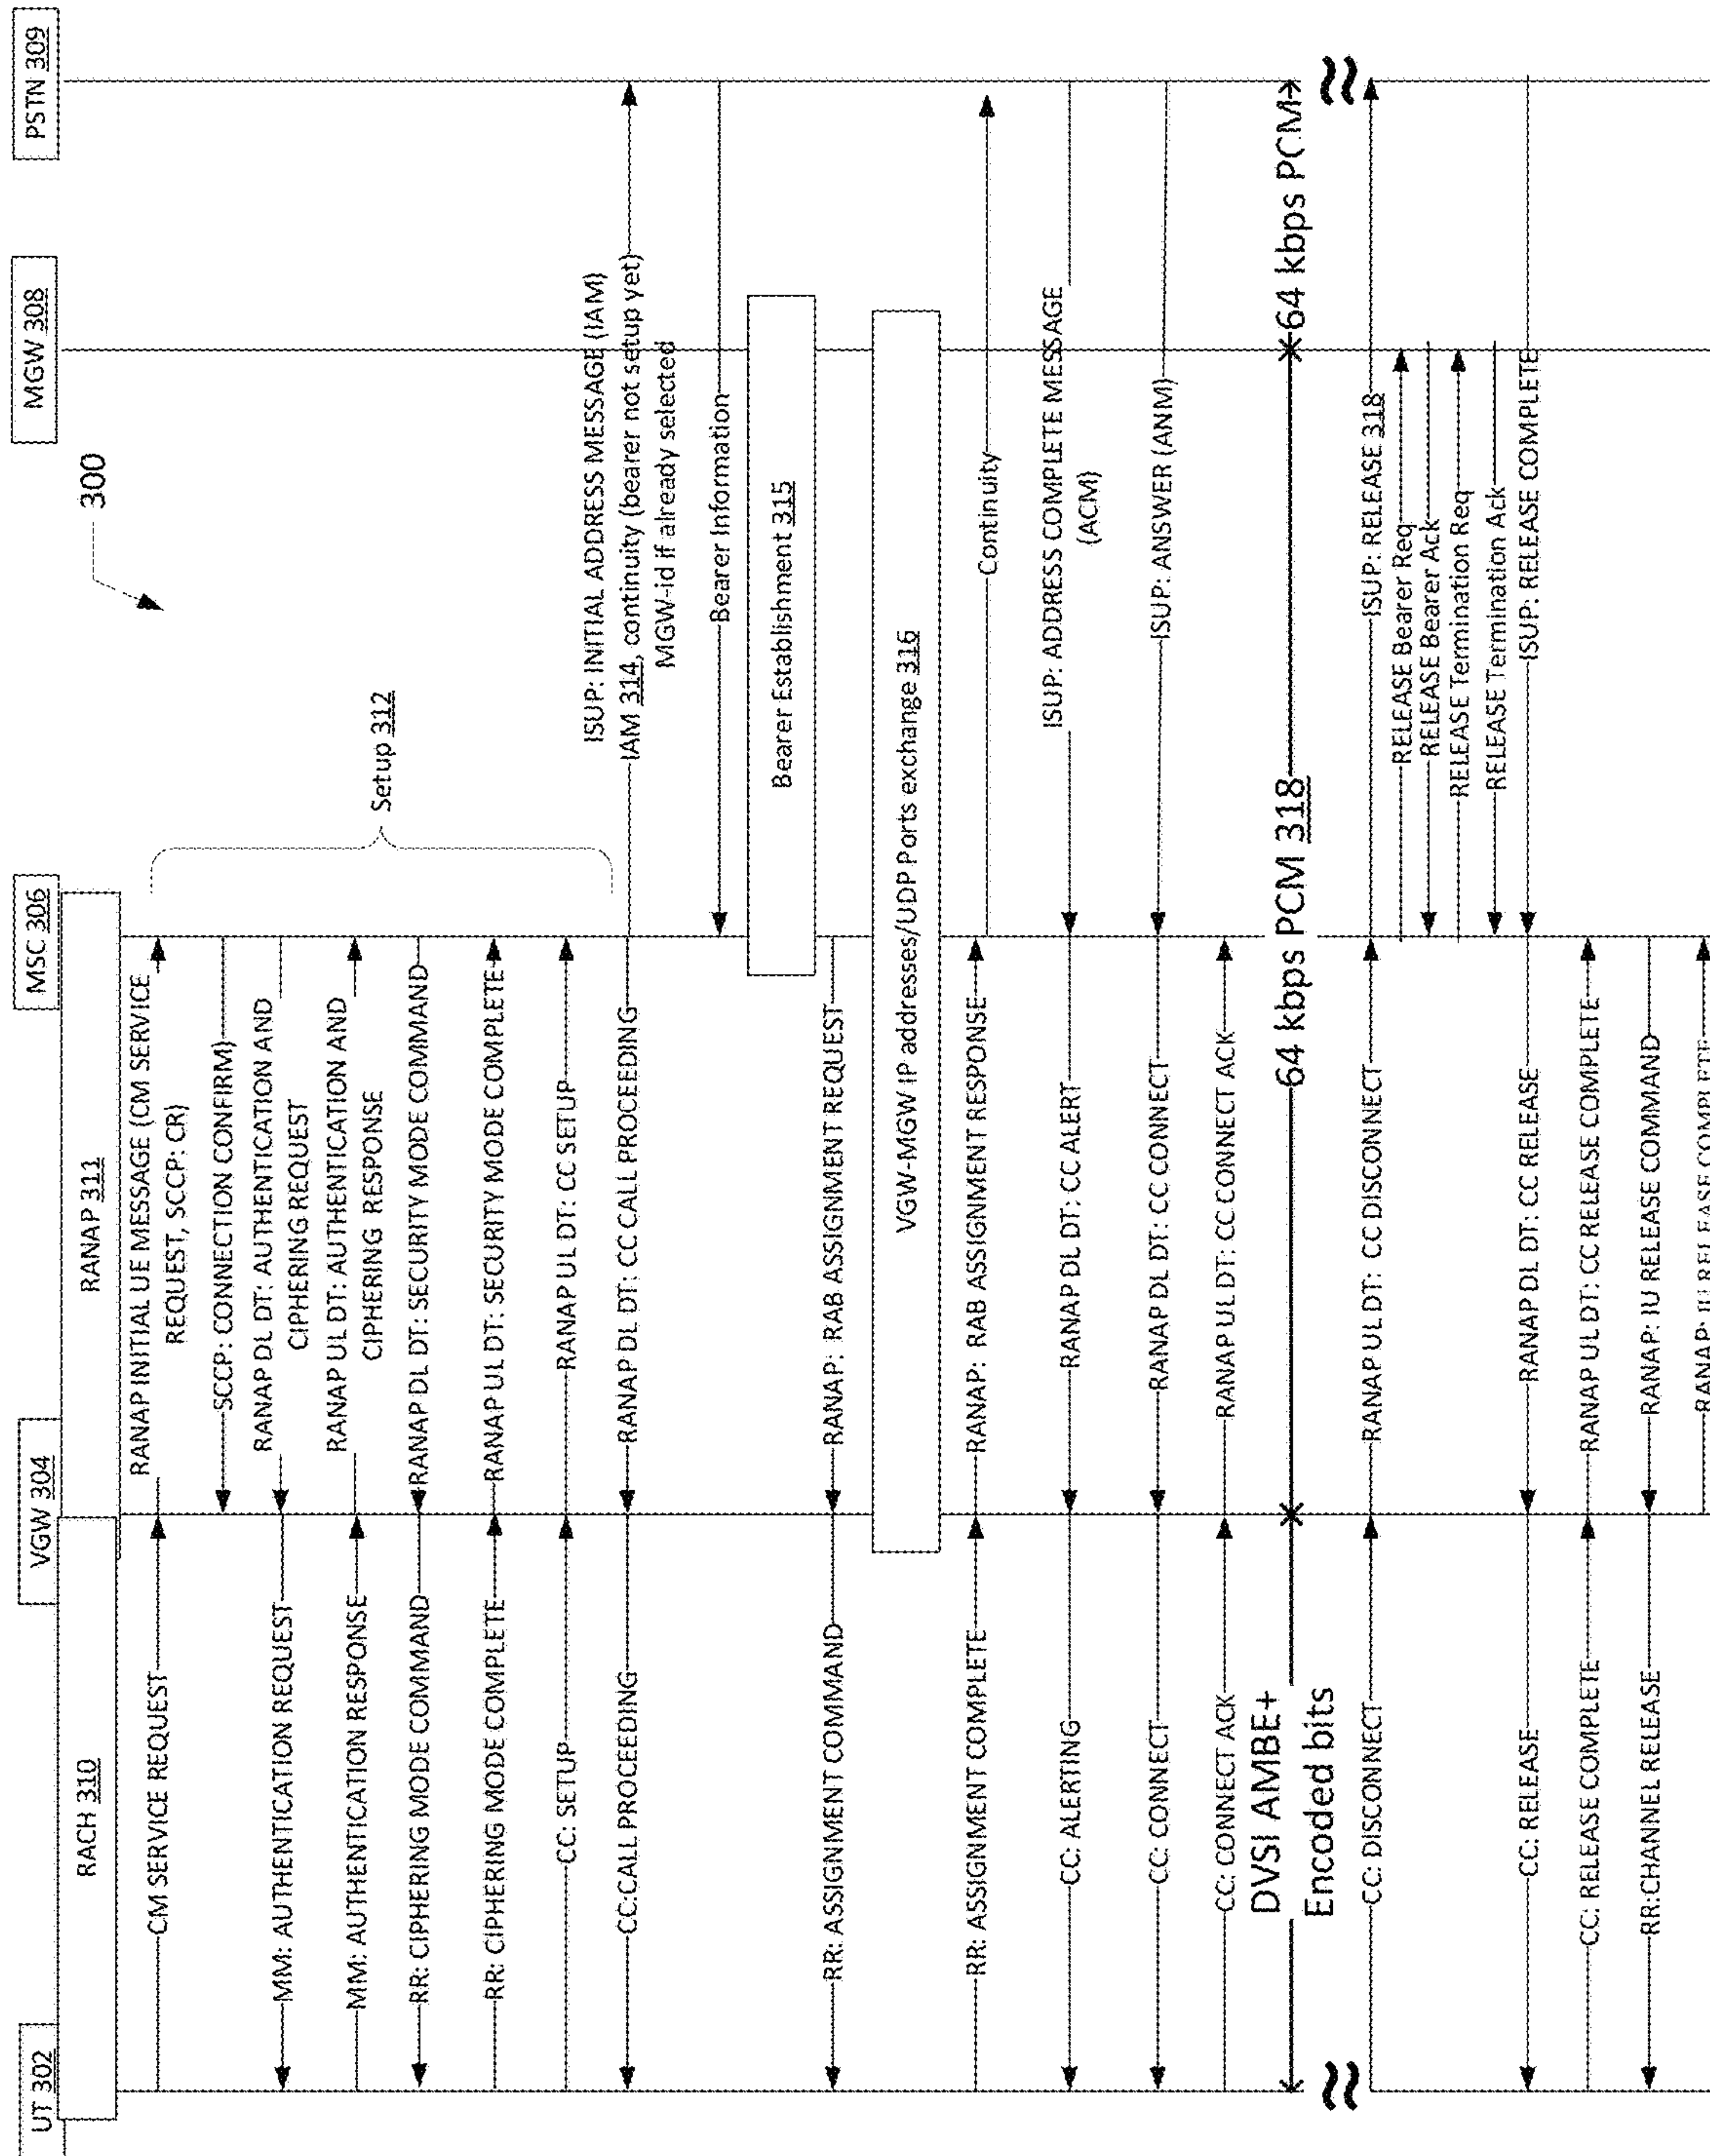 300
UT 302
VGW 304
MSC 306
MGW 308
PSTN 309
RACH 310
RANAP 311
CM SERVICE REQUEST
RANAP INITIAL UE MESSAGE (CM SERVICE
REQUEST, SCCP: CR)
SCCP: CONNECTION CONFIRM)
MM: AUTHENTICATION REQUEST
RANAP DL DT: AUTHENTICATION AND
CIPHERING REQUEST
MM: AUTHENTICATION RESPONSE
RANAP UL DT: AUTHENTICATION AND
CIPHERING RESPONSE
Setup 312
RR: CIPHERING MODE COMMAND
RANAP DL DT: SECURITY MODE COMMAND
RR: CIPHERING MODE COMPLETE
RANAP UL DT: SECURITY MODE COMPLETE
CC: SETUP
RANAP UL DT: CC SETUP
CC:CALL PROCEEDING
RANAP DL DT: CC CALL PROCEEDING
ISUP: INITIAL ADDRESS MESSAGE (IAM)
IAM 314, continuity (bearer not setup yet)
MGW-id if already selected
Bearer Information
Bearer Establishment 315
RR: ASSIGNMENT COMMAND
RANAP: RAB ASSIGNMENT REQUEST
VGW-MGW IP addresses/UDP Ports exchange 316
RR: ASSIGNMENT COMPLETE
RANAP: RAB ASSIGNMENT RESPONSE
Continuity
CC: ALERTING
RANAP DL DT: CC ALERT
ISUP: ADDRESS COMPLETE MESSAGE
(ACM)
CC: CONNECT
RANAP DL DT: CC CONNECT
ISUP: ANSWER (ANM)
CC: CONNECT ACK
RANAP UL DT: CC CONNECT ACK
DVSI AMBE+
Encoded bits
64 kbps PCM 318
64 kbps PCM
CC: DISCONNECT
RANAP UL DT: CC DISCONNECT
ISUP: RELEASE 318
RELEASE Bearer Req
RELEASE Bearer Ack
RELEASE Termination Req
RELEASE Termination Ack
CC: RELEASE
RANAP DL DT: CC RELEASE
ISUP: RELEASE COMPLETE
CC: RELEASE COMPLETE
RANAP UL DT: CC RELEASE COMPLETE
RR:CHANNEL RELEASE
RANAP: IU RELEASE COMMAND
RANAP: IU RELEASE COMPLETE